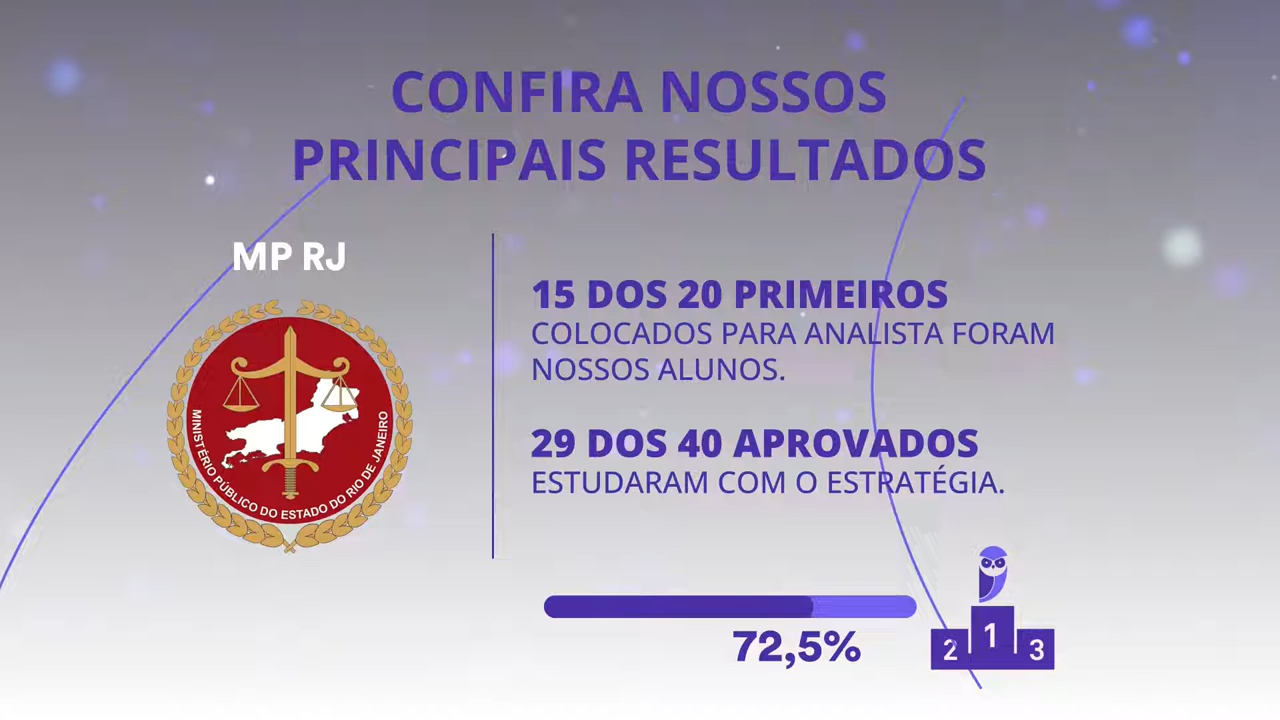 CONFIRA NOSSOS
PRINCIPAIS RESULTADOS
MP RJ
MINISTÉRIO PÚBLICO DO ESTADO DO RIO DE JANEIRO
15 DOS 20 PRIMEIROS
COLOCADOS PARA ANALISTA FORAM
NOSSOS ALUNOS.
29 DOS 40 APROVADOS
ESTUDARAM COM O ESTRATÉGIA.
72,5%
2 1 3